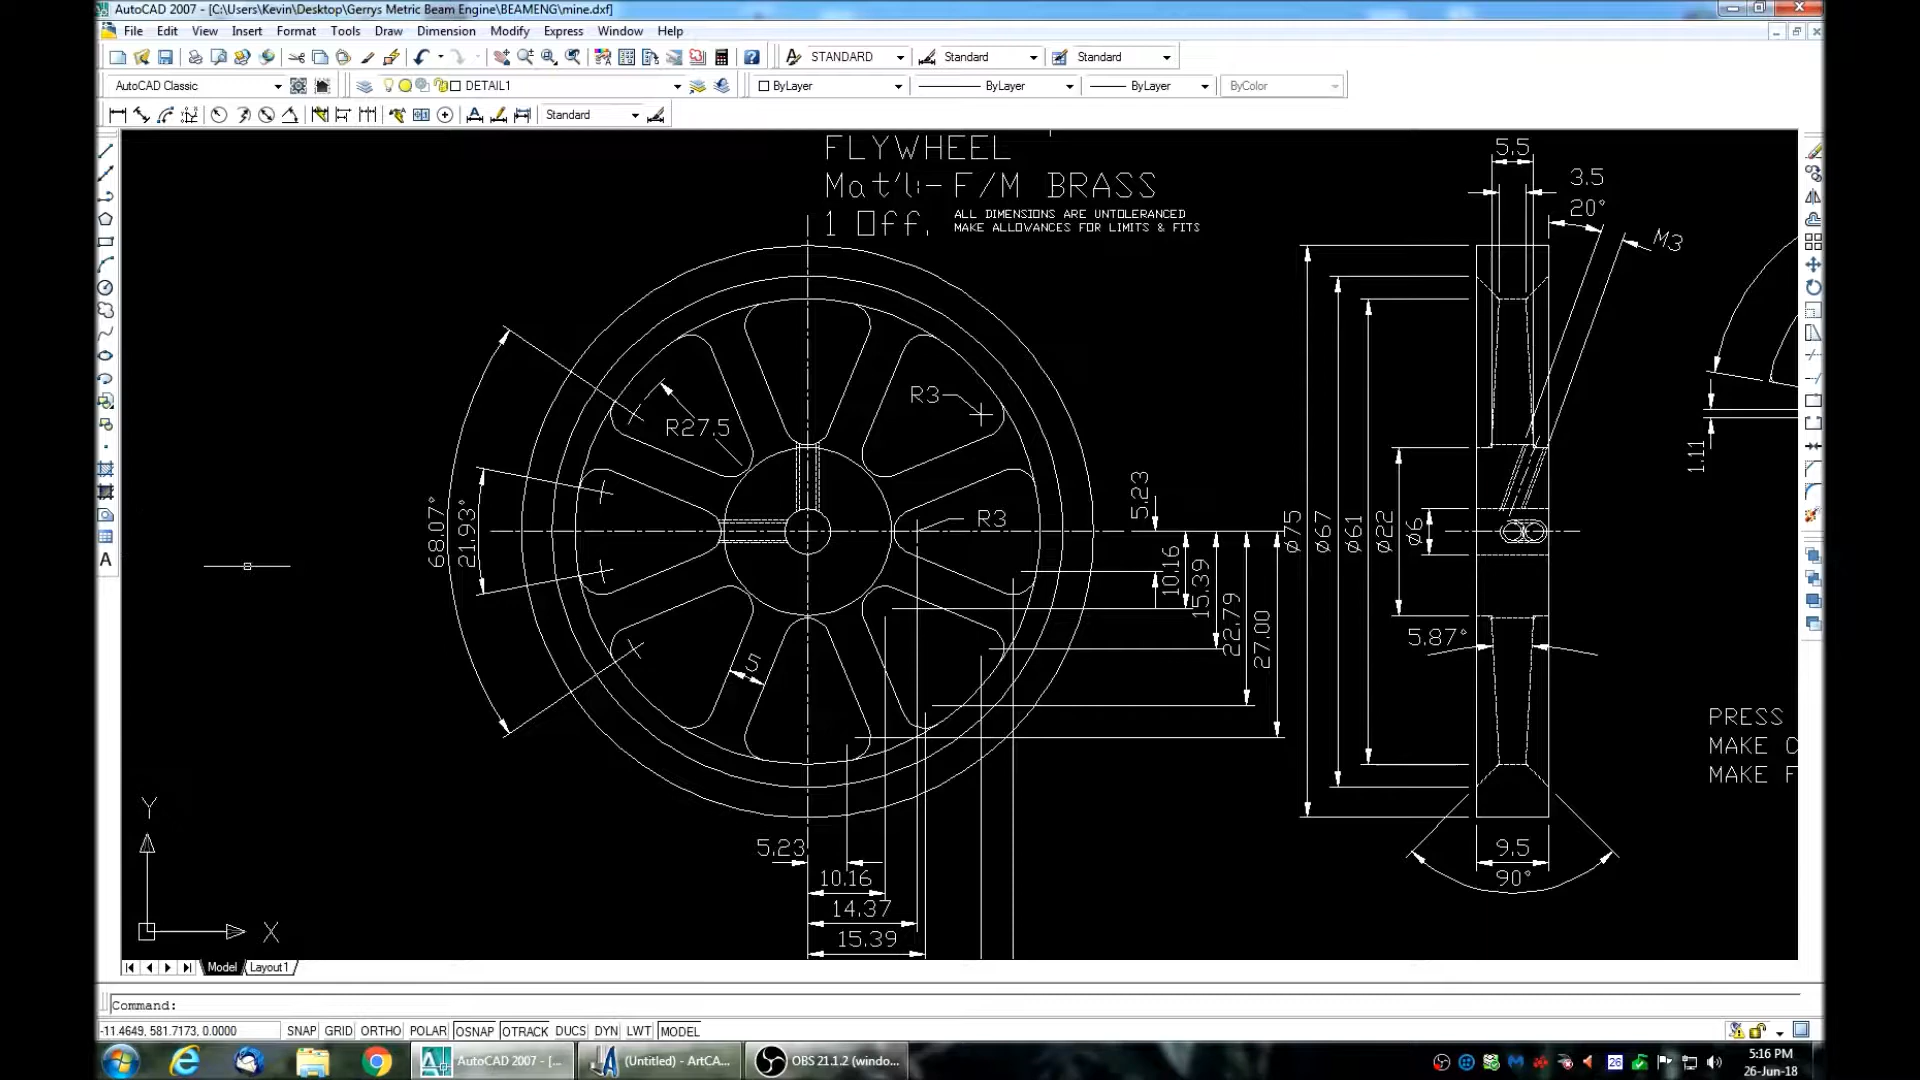 AutoCAD 2007 - [C:\Users\Kevin\Desktop\Gerrys Metric Beam Engine\BEAMENG\mine.dxf]
File Edit View Insert Format Tools Draw Dimension Modify Express Window Help
STANDARD Standard Standard
AutoCAD Classic DETAIL1 ByLayer ByLayer ByLayer ByColor
Standard
FLYWHEEL
Mat'l:- F/M BRASS
1 Off.
ALL DIMENSIONS ARE UNTOLERANCED
MAKE ALLOWANCES FOR LIMITS & FITS
5.5
3.5
20°
M3
R3
R27.5
R3
68.07°
21.93°
5
5.23
10.16
15.39
22.79
27.00
ø75
ø67
ø61
ø22
ø6
5.87°
1.11
PRESS
MAKE C
MAKE F
5.23
10.16
14.37
15.39
9.5
90°
Y
X
Model Layout1
Command:
-11.4649, 581.7173, 0.0000 SNAP GRID ORTHO POLAR OSNAP OTRACK DUCS DYN LWT MODEL
AutoCAD 2007 - [... (Untitled) - ArtCA... OBS 21.1.2 (windo...
26
5:16 PM
26-Jun-18